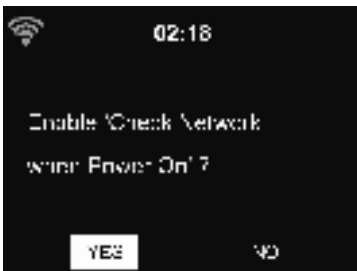 02:18
Enable 'Check Network
when Power On' ?
YES
NO